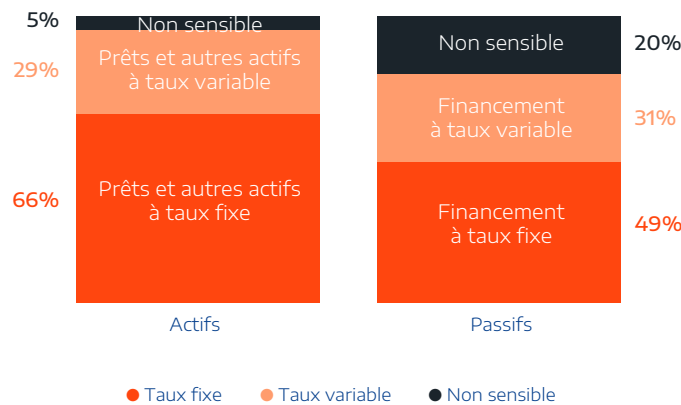 5%
Non sensible
29%
Prêts et autres actifs
à taux variable
66%
Prêts et autres actifs
à taux fixe
Actifs
Non sensible
20%
Financement
à taux variable
31%
Financement
à taux fixe
49%
Passifs
Taux fixe
Taux variable
Non sensible